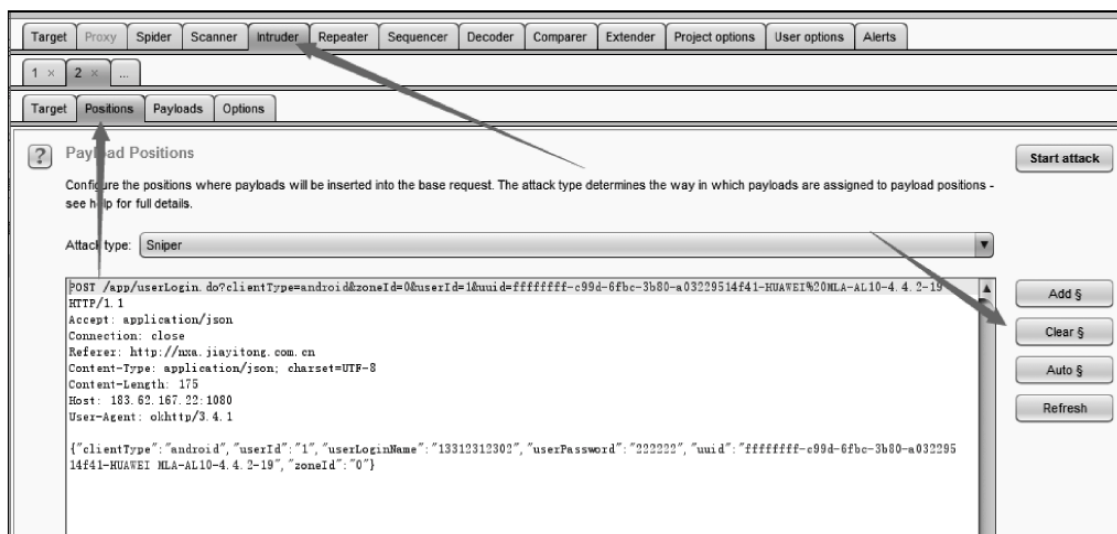 Target Proxy Spider Scanner Intruder Repeater Sequencer Decoder Comparer Extender Project options User options Alerts
1 × 2 × ...
Target Positions Payloads Options
? Payload Positions
Start attack
Configure the positions where payloads will be inserted into the base request. The attack type determines the way in which payloads are assigned to payload positions -
see help for full details.
Attack type: Sniper
POST /app/userLogin.do?clientType=android&zoneId=0&userId=1&uuid=ffffffff-c99d-6fbc-3b80-a03229514f41-HUAWEI%20MLA-AL10-4.4.2-19
HTTP/1.1
Accept: application/json
Connection: close
Referer: http://nxa.jiayitong.com.cn
Content-Type: application/json; charset=UTF-8
Content-Length: 175
Host: 183.62.167.22:1080
User-Agent: okhttp/3.4.1
{"clientType":"android","userId":"1","userLoginName":"13312312302","userPassword":"222222","uuid":"ffffffff-c99d-6fbc-3b80-a032295
14f41-HUAWEI MLA-AL10-4.4.2-19","zoneId":"0"}
Add §
Clear §
Auto §
Refresh